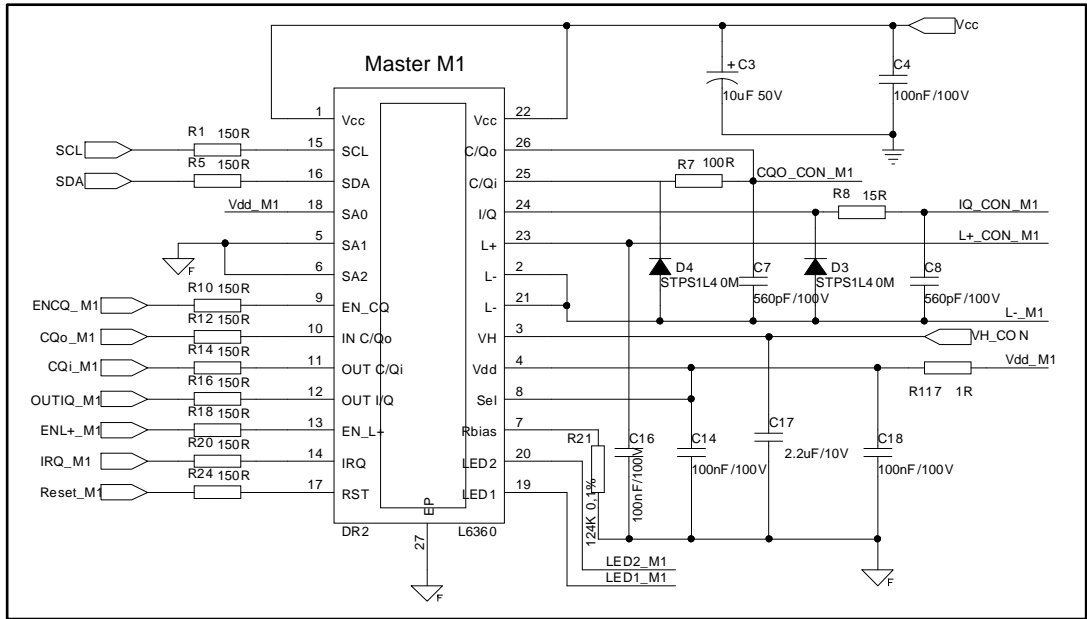 Vcc
Master M1
+ C3
10uF 50V
C4
100nF/100V
1
Vcc
Vcc
22
SCL
R1 150R
15
SCL
C/Qo
26
SDA
R5 150R
16
SDA
C/Qi
25
R7 100R
CQO_CON_M1
Vdd_M1
18
SA0
I/Q
24
R8 15R
IQ_CON_M1
5
SA1
L+
23
L+_CON_M1
F
6
SA2
L-
2
D4
STPS1L40M
C7
560pF/100V
D3
STPS1L40M
C8
560pF/100V
ENCQ_M1
R10 150R
9
EN_CQ
L-
21
L-_M1
CQo_M1
R12 150R
10
IN C/Qo
VH
3
VH_CON
CQi_M1
R14 150R
11
OUT C/Qi
Vdd
4
Vdd_M1
R117 1R
OUTIQ_M1
R16 150R
12
OUT I/Q
Sel
8
ENL+_M1
R18 150R
13
EN_L+
Rbias
7
R21
124K 0,1%
C16
100nF/100V
C14
100nF/100V
C17
2.2uF/10V
C18
100nF/100V
IRQ_M1
R20 150R
14
IRQ
LED2
20
Reset_M1
R24 150R
17
RST
LED1
19
EP
DR2
L6360
27
F
LED2_M1
LED1_M1
F